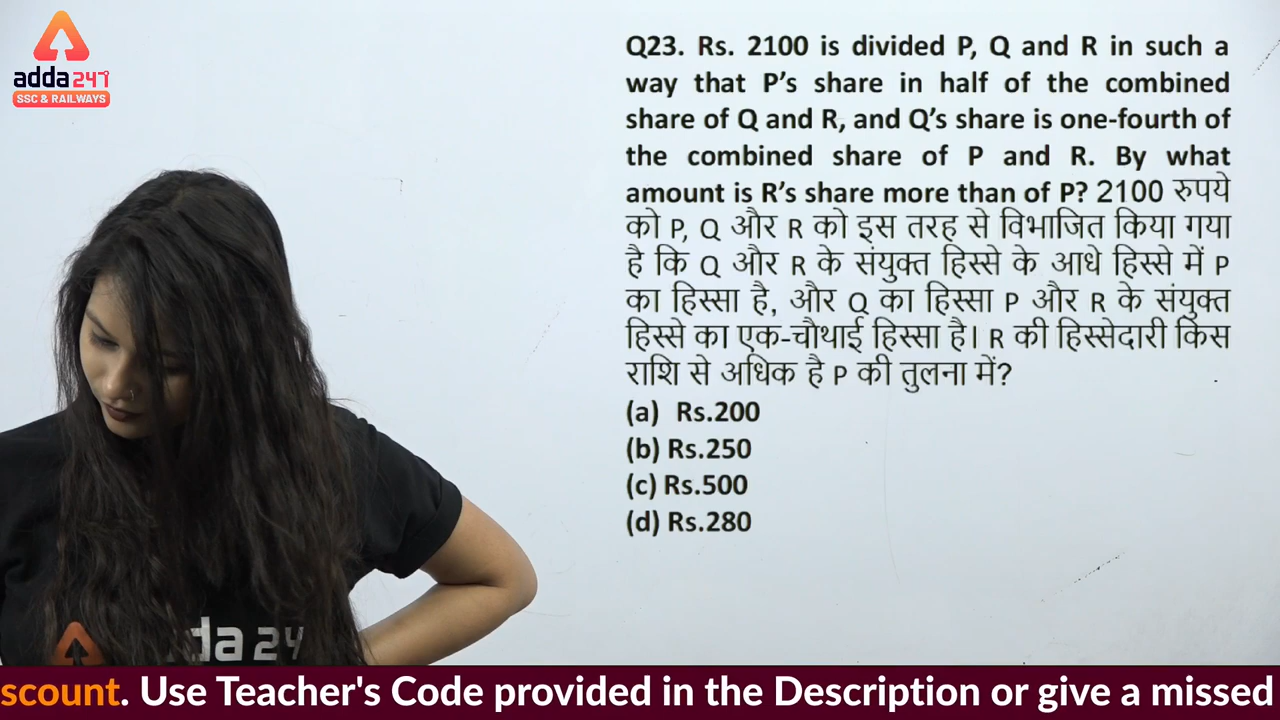 adda247
SSC & RAILWAYS
Q23. Rs. 2100 is divided P, Q and R in such a
way that P's share in half of the combined
share of Q and R, and Q's share is one-fourth of
the combined share of P and R. By what
amount is R's share more than of P? 2100 रुपये
को P, Q और R को इस तरह से विभाजित किया गया
है कि Q और R के संयुक्त हिस्से के आधे हिस्से में P
का हिस्सा है, और Q का हिस्सा P और R के संयुक्त
हिस्से का एक-चौथाई हिस्सा है। R की हिस्सेदारी किस
राशि से अधिक है P की तुलना में?
(a) Rs.200
(b) Rs.250
(c) Rs.500
(d) Rs.280
da 24
scount. Use Teacher's Code provided in the Description or give a missed